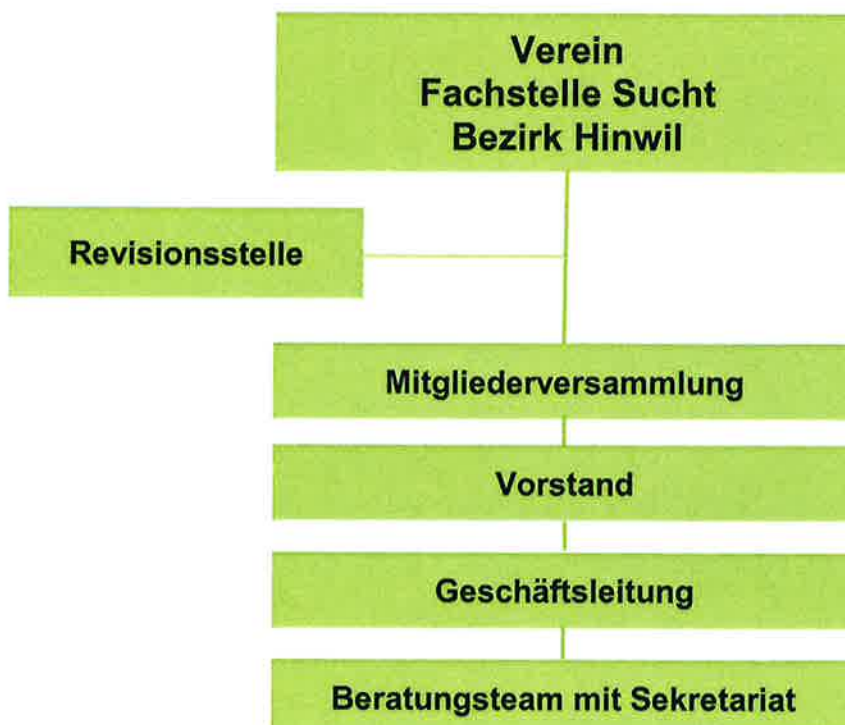 Verein
Fachstelle Sucht
Bezirk Hinwil
Revisionsstelle
Mitgliederversammlung
Vorstand
Geschäftsleitung
Beratungsteam mit Sekretariat